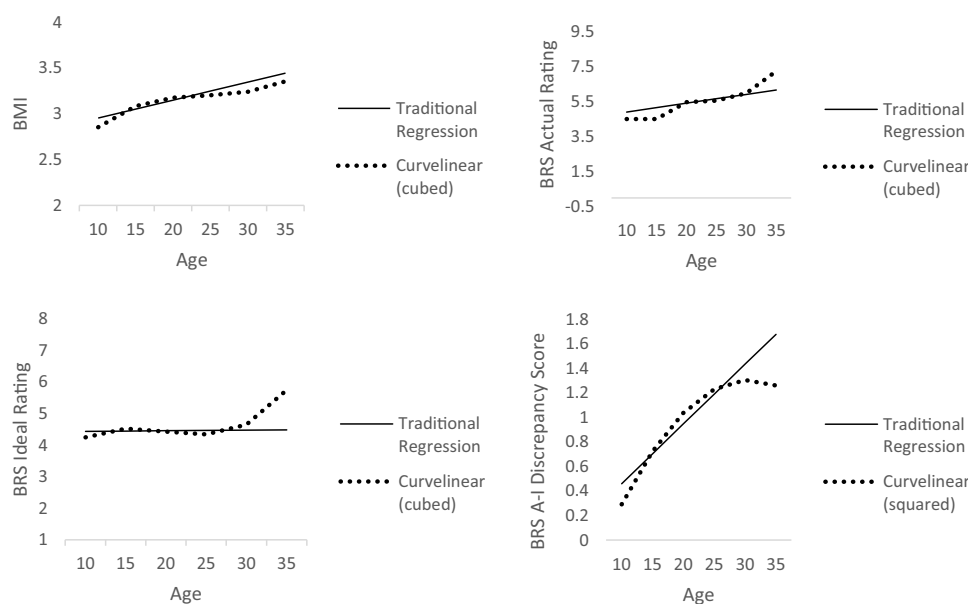 4
3.5
3
2.5
2
BMI
10 15 20 25 30 35
Age
Traditional
Regression
Curvelinear
(cubed)
9.5
7.5
5.5
3.5
1.5
-0.5
BRS Actual Rating
10 15 20 25 30 35
Age
Traditional
Regression
Curvelinear
(cubed)
8
7
6
5
4
3
2
1
BRS Ideal Rating
10 15 20 25 30 35
Age
Traditional
Regression
Curvelinear
(cubed)
1.8
1.6
1.4
1.2
1
0.8
0.6
0.4
0.2
0
BRS A-I Discrepancy Score
10 15 20 25 30 35
Age
Traditional
Regression
Curvelinear
(squared)